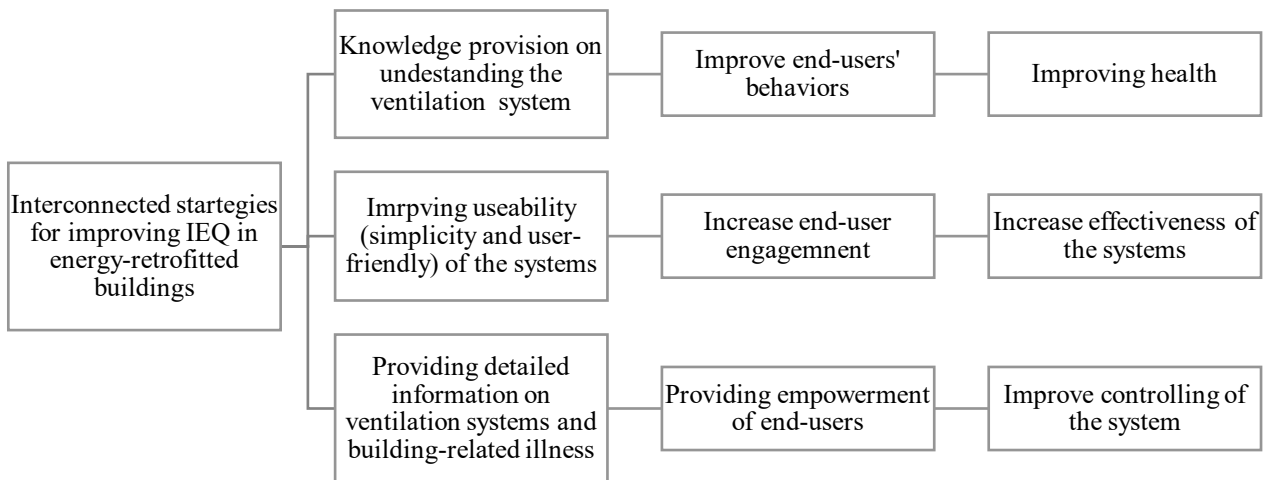 Interconnected startegies
for improving IEQ in
energy-retrofitted
buildings
Knowledge provision on
undestanding the
ventilation system
Improve end-users'
behaviors
Improving health
Imrpving useability
(simplicity and user-
friendly) of the systems
Increase end-user
engagemnent
Increase effectiveness of
the systems
Providing detailed
information on
ventilation systems and
building-related illness
Providing empowerment
of end-users
Improve controlling of
the system